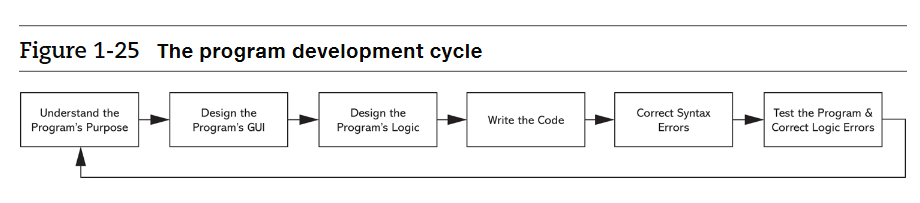 Figure 1-25 The program development cycle
Understand the
Program's Purpose
Design the
Program's GUI
Design the
Program's Logic
Write the Code
Correct Syntax
Errors
Test the Program &
Correct Logic Errors